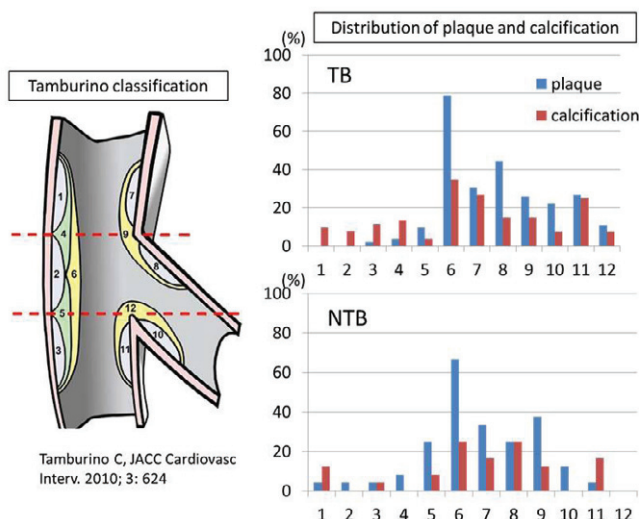 Distribution of plaque and calcification
Tamburino classification
(%)
TB
plaque
calcification
100
80
60
40
20
0
1 2 3 4 5 6 7 8 9 10 11 12
1
4
2
6
5
3
7
9
8
12
10
11
(%)
NTB
100
80
60
40
20
0
1 2 3 4 5 6 7 8 9 10 11 12
Tamburino C, JACC Cardiovasc
Interv. 2010; 3: 624